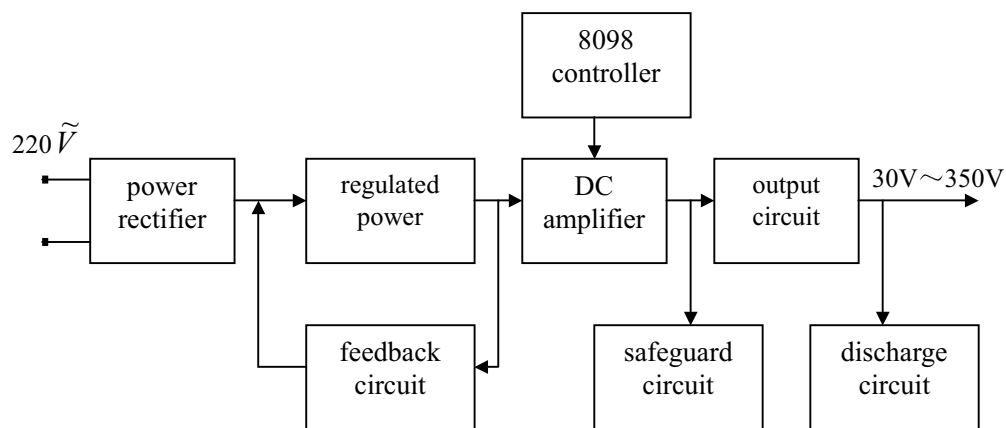 8098
controller
220 Ṽ
power
rectifier
regulated
power
DC
amplifier
output
circuit
30V～350V
feedback
circuit
safeguard
circuit
discharge
circuit